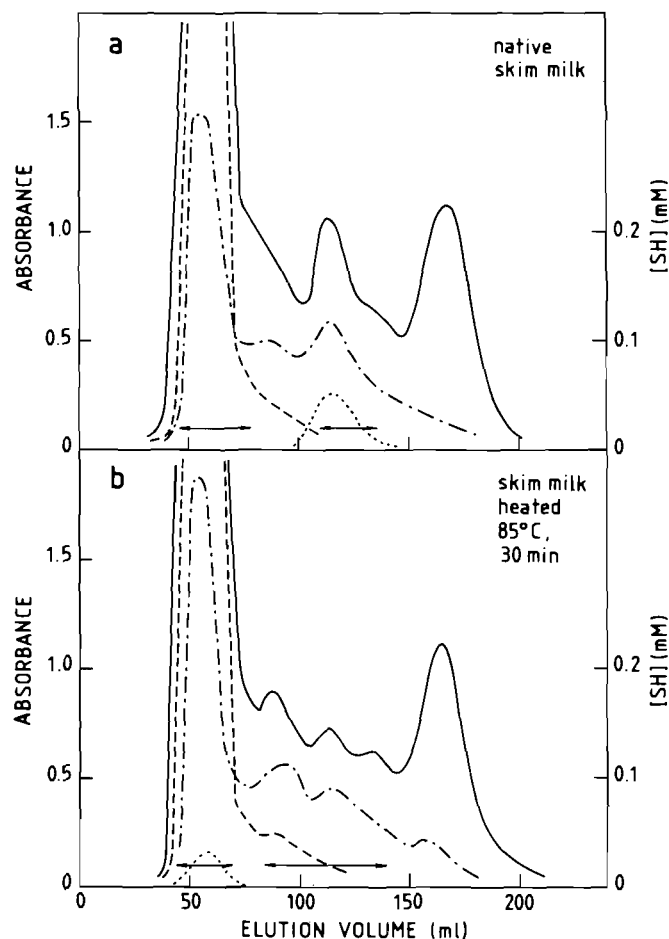 a
native
skim milk
1.5
1.0
0.5
0
ABSORBANCE
0.2
0.1
0
[SH] (mM)
b
skim milk
heated
85°C,
30 min
1.5
1.0
0.5
0
ABSORBANCE
0.2
0.1
0
[SH] (mM)
0 50 100 150 200
ELUTION VOLUME (ml)